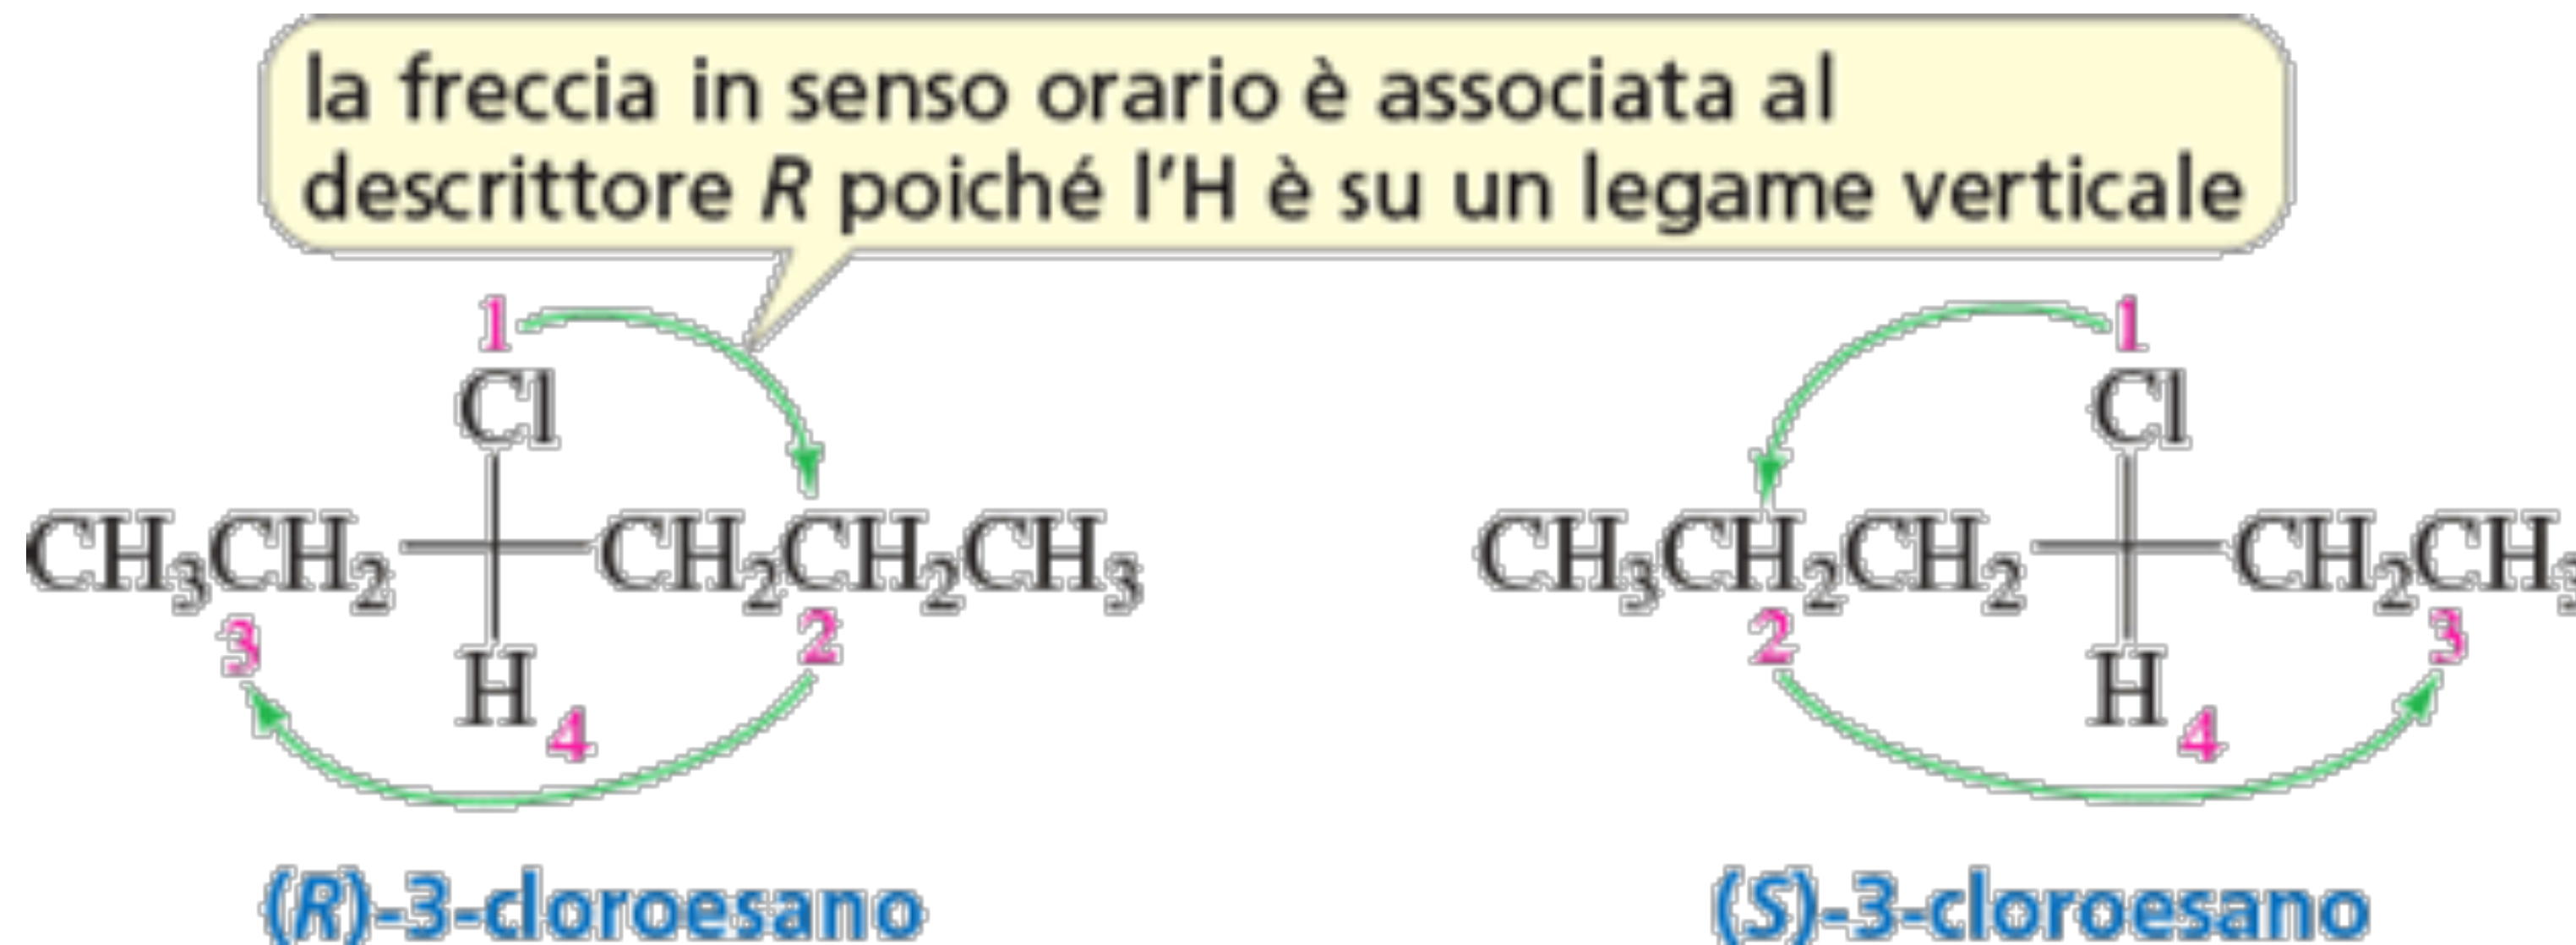 la freccia in senso orario è associata al
descrittore R poiché l'H è su un legame verticale
1
Cl
CH₃CH₂ CH₂CH₂CH₃
3 2
H
4
(R)-3-cloroesano
1
Cl
CH₃CH₂CH₂ CH₂CH₃
2 3
H
4
(S)-3-cloroesano